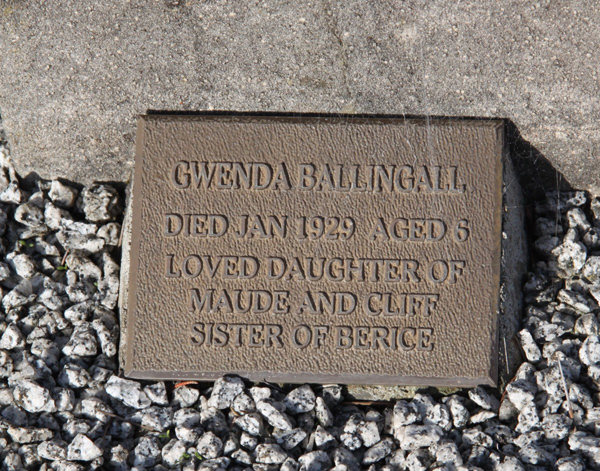 GWENDA BALLINGALL
DIED JAN 1929 AGED 6
LOVED DAUGHTER OF
MAUDE AND CLIFF
SISTER OF BERICE